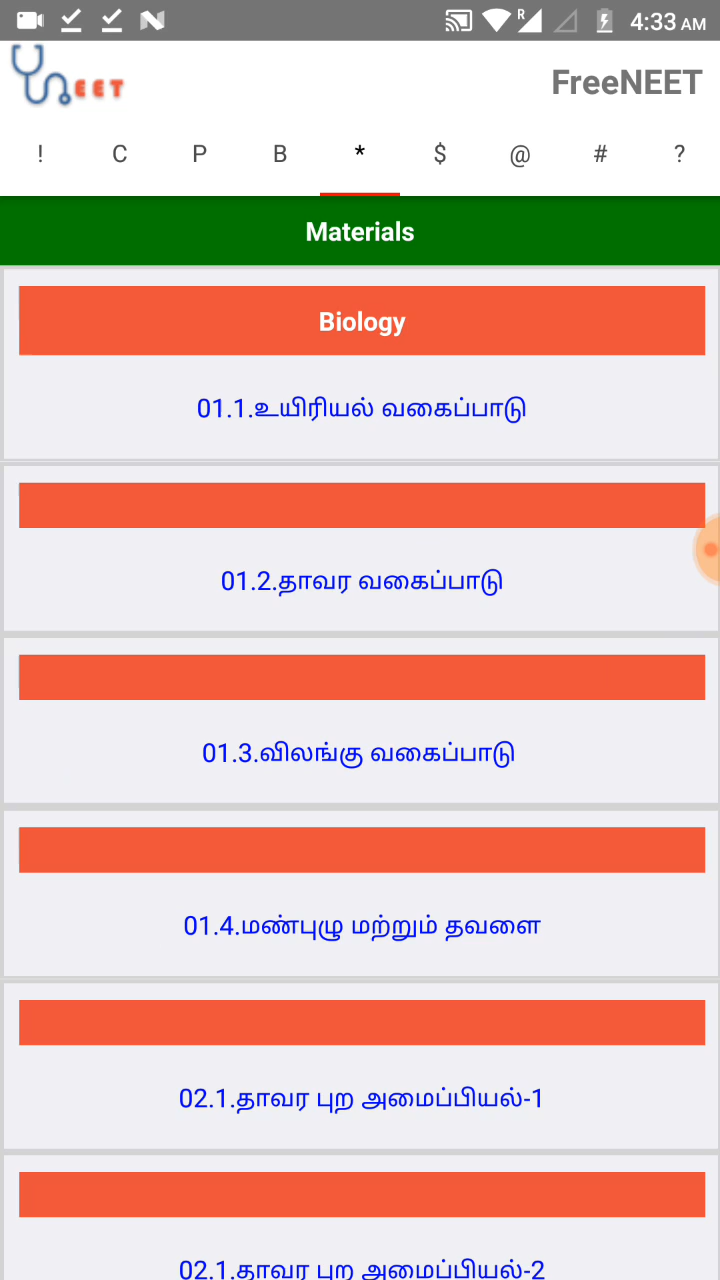 R
4:33 AM
EET
FreeNEET
! C P B * $ @ # ?
Materials
Biology
01.1.உயிரியல் வகைப்பாடு
01.2.தாவர வகைப்பாடு
01.3.விலங்கு வகைப்பாடு
01.4.மண்புழு மற்றும் தவளை
02.1.தாவர புற அமைப்பியல்-1
02.1.தாவர புற அமைப்பியல்-2